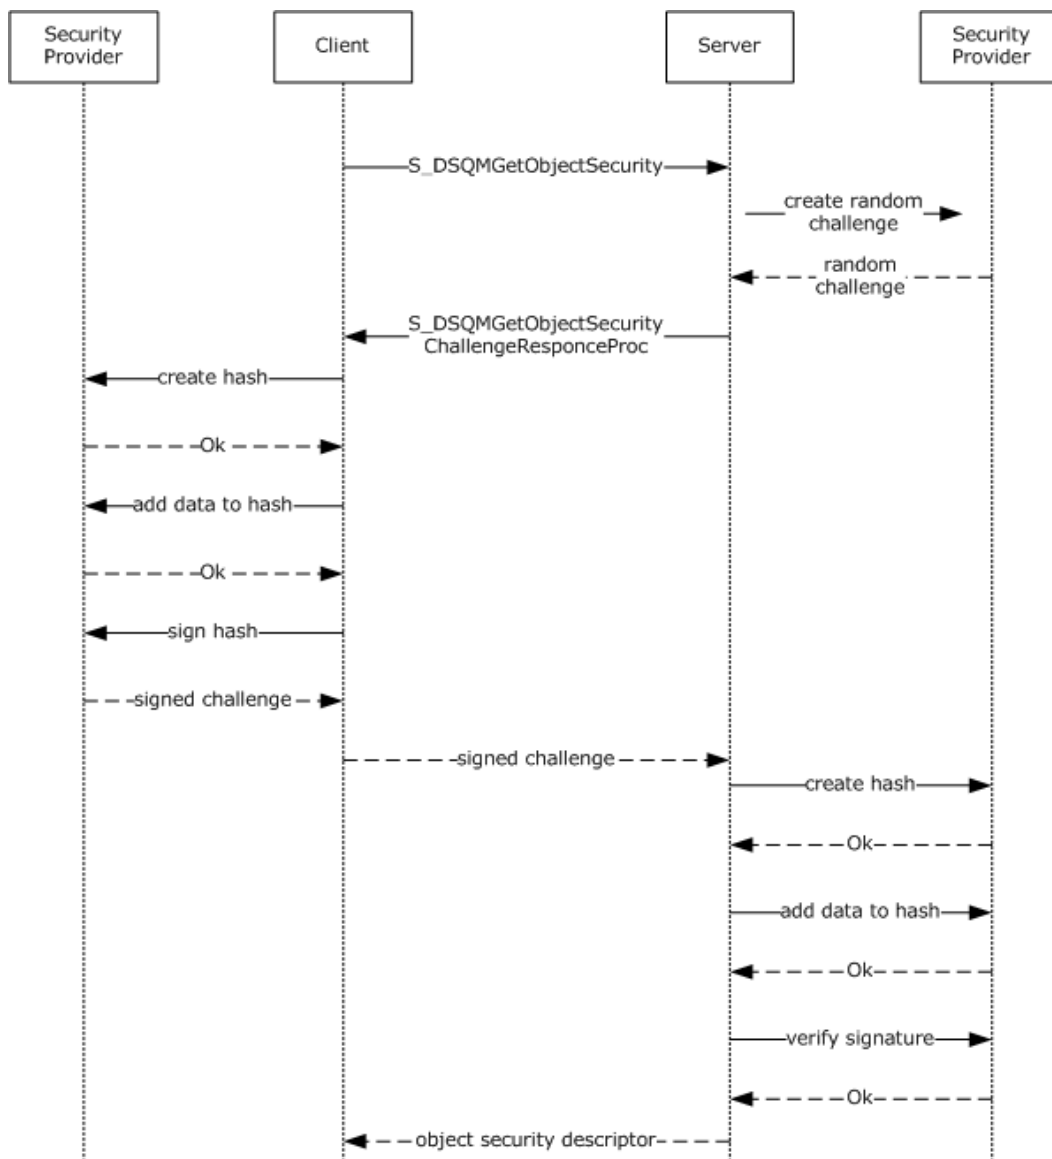 Security
Provider
Client
Server
Security
Provider
S_DSQMGetObjectSecurity
create random
challenge
random
challenge
S_DSQMGetObjectSecurity
ChallengeResponceProc
create hash
Ok
add data to hash
Ok
sign hash
signed challenge
signed challenge
create hash
Ok
add data to hash
Ok
verify signature
Ok
object security descriptor